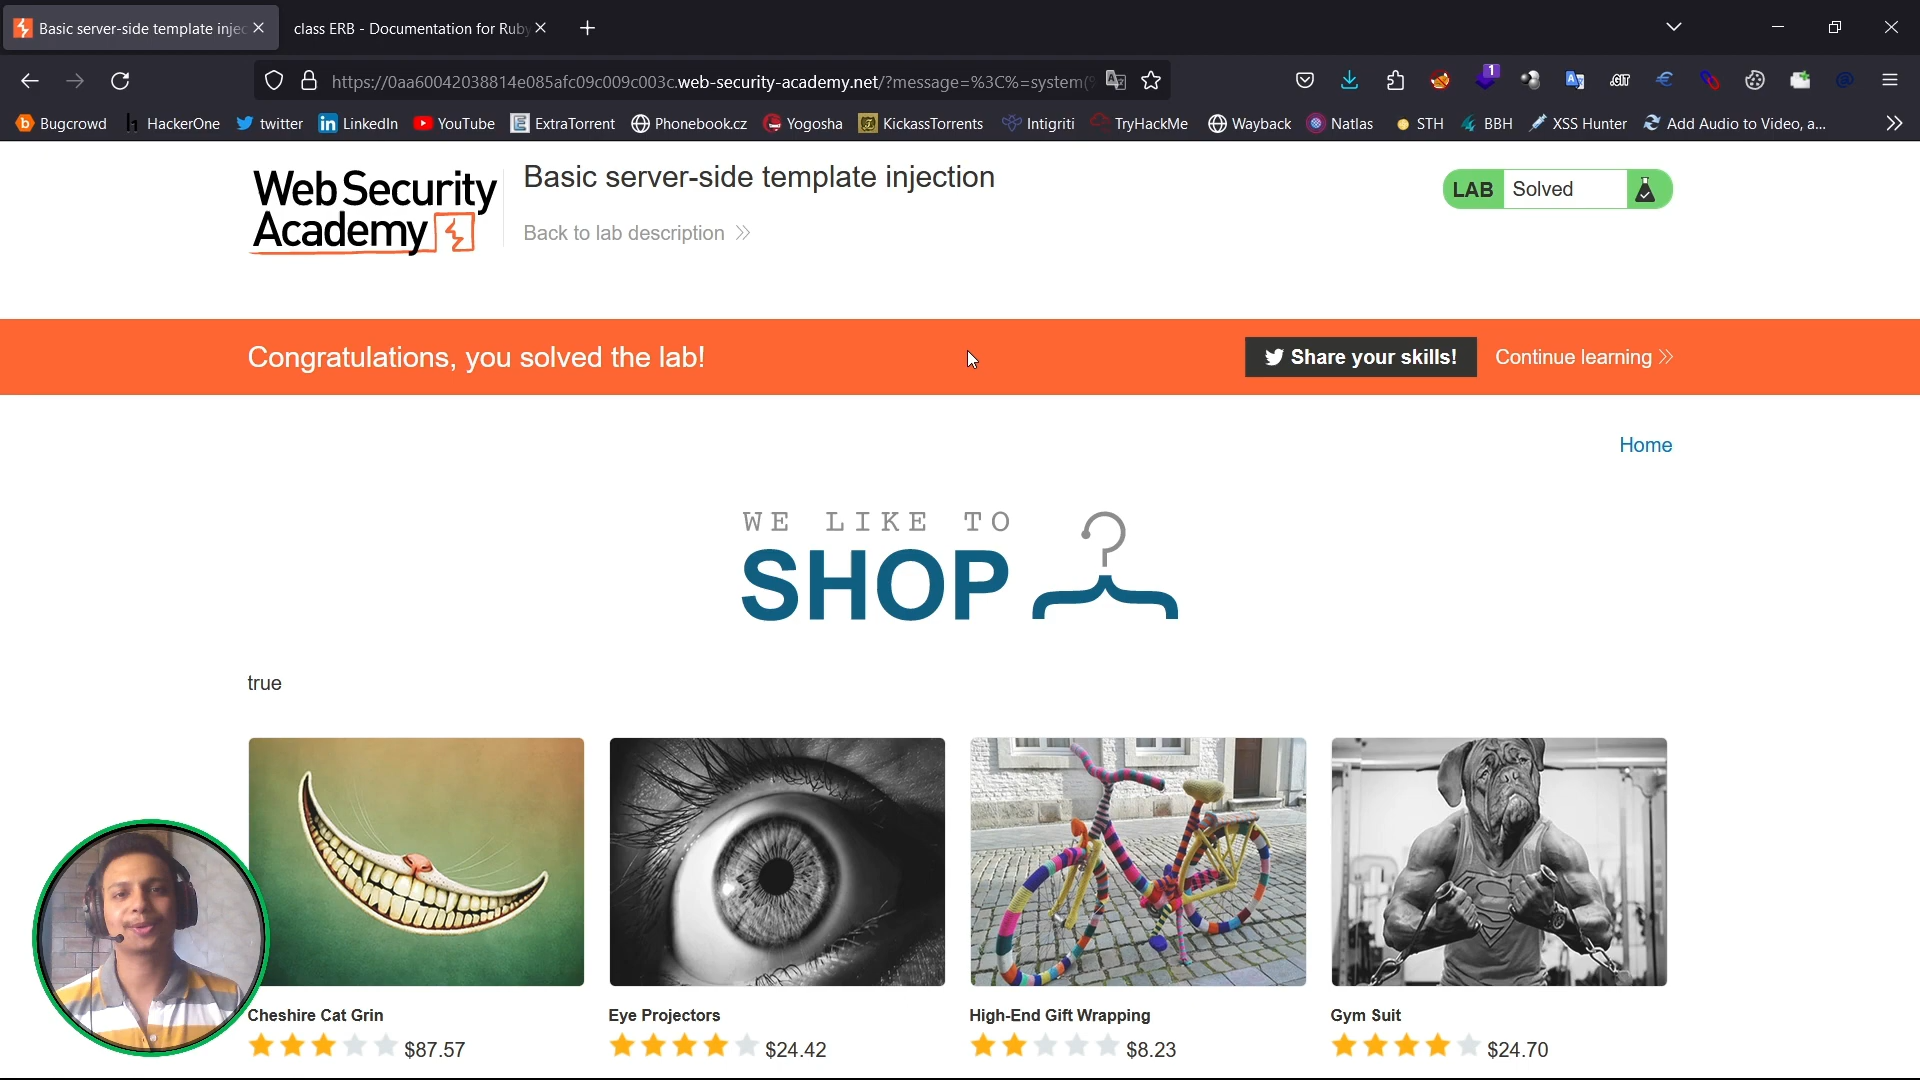 Basic server-side template injec
class ERB - Documentation for Ruby
https://0aa60042038814e085afc09c009c003c.web-security-academy.net/?message=%3C%=system(%
1
.GIT
Bugcrowd
HackerOne
twitter
LinkedIn
YouTube
ExtraTorrent
Phonebook.cz
Yogosha
KickassTorrents
Intigriti
TryHackMe
Wayback
Natlas
STH
BBH
XSS Hunter
Add Audio to Video, a...
WebSecurity
Academy
Basic server-side template injection
Back to lab description
LAB Solved
Congratulations, you solved the lab!
Share your skills!
Continue learning
Home
WE LIKE TO
SHOP
true
Cheshire Cat Grin
$87.57
Eye Projectors
$24.42
High-End Gift Wrapping
$8.23
Gym Suit
$24.70